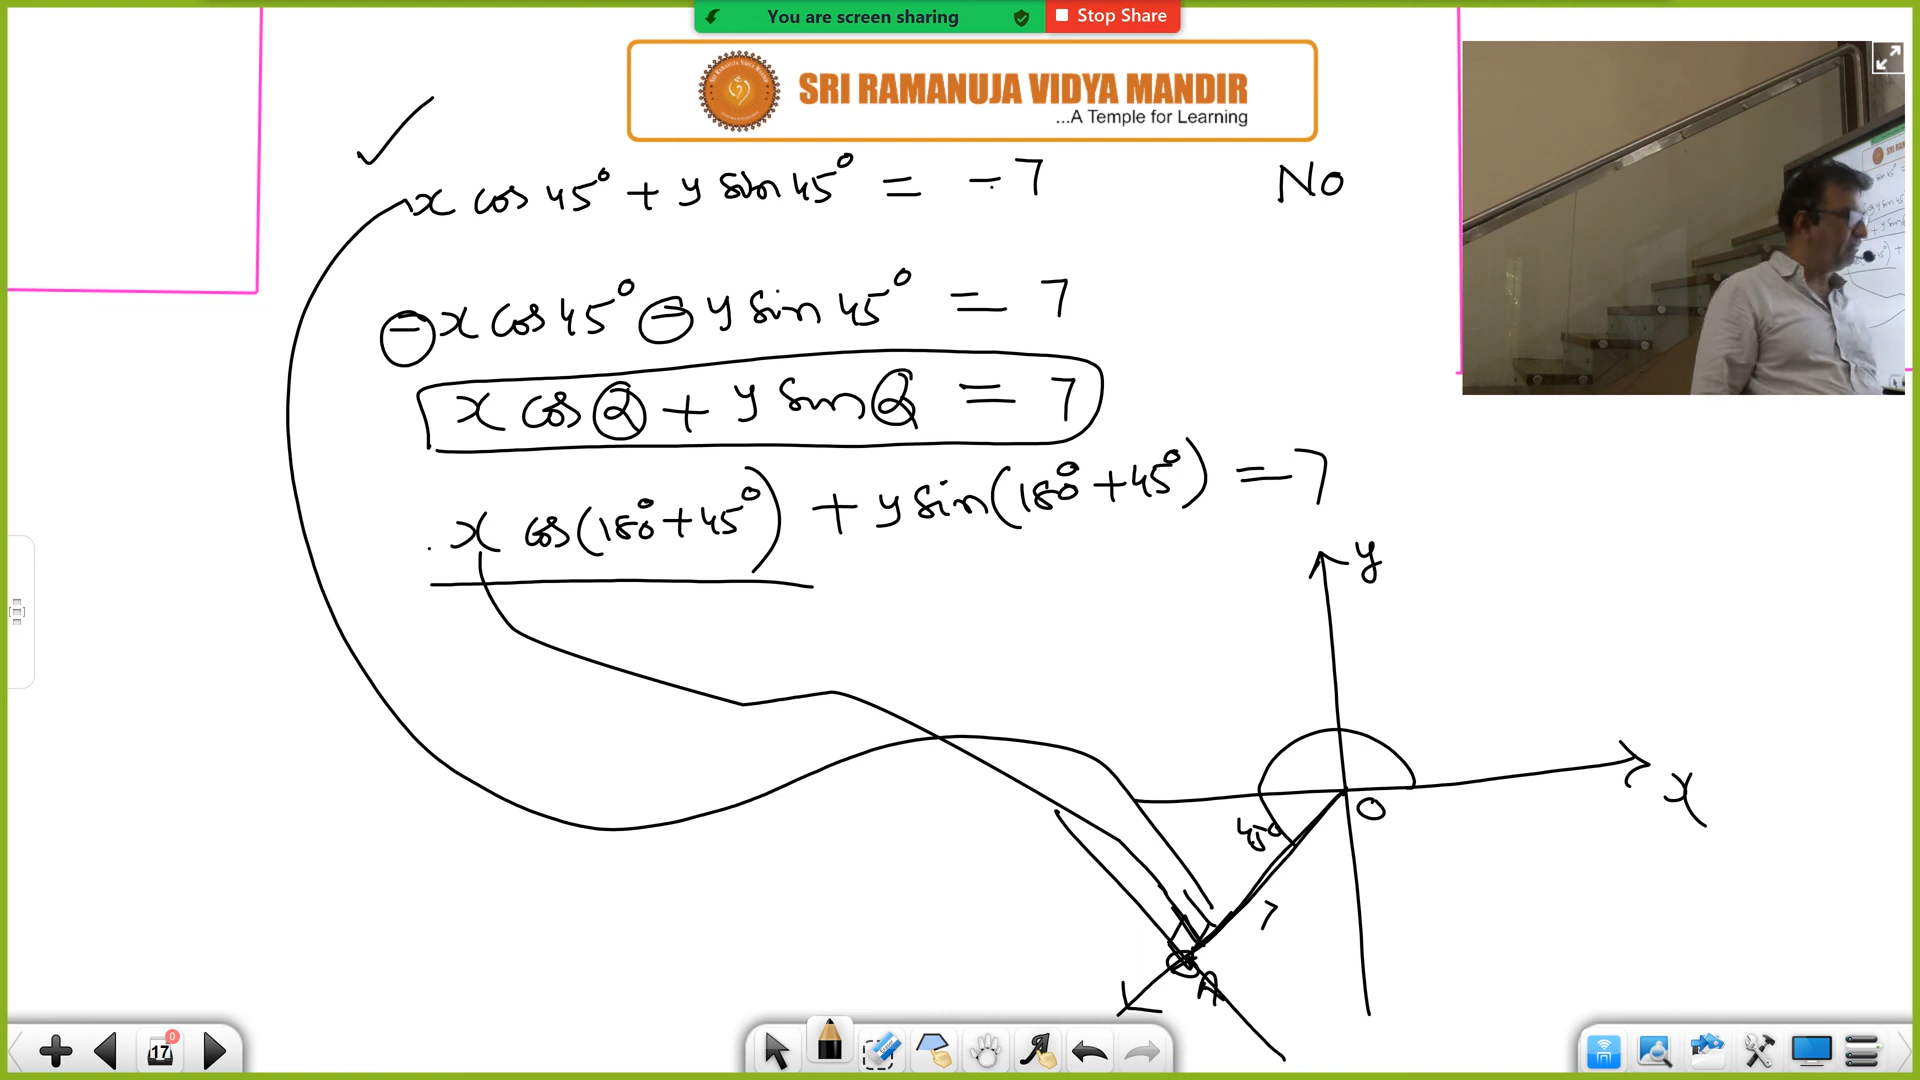 You are screen sharing
Stop Share
SRI RAMANUJA VIDYA MANDIR
...A Temple for Learning
x cos 45° + y sin 45° = -7
No
-x cos 45° - y sin 45° = 7
x cos α + y sin α = 7
x cos(180° + 45°) + y sin(180° + 45°) = 7
y
x
O
45°
7
A
17
0